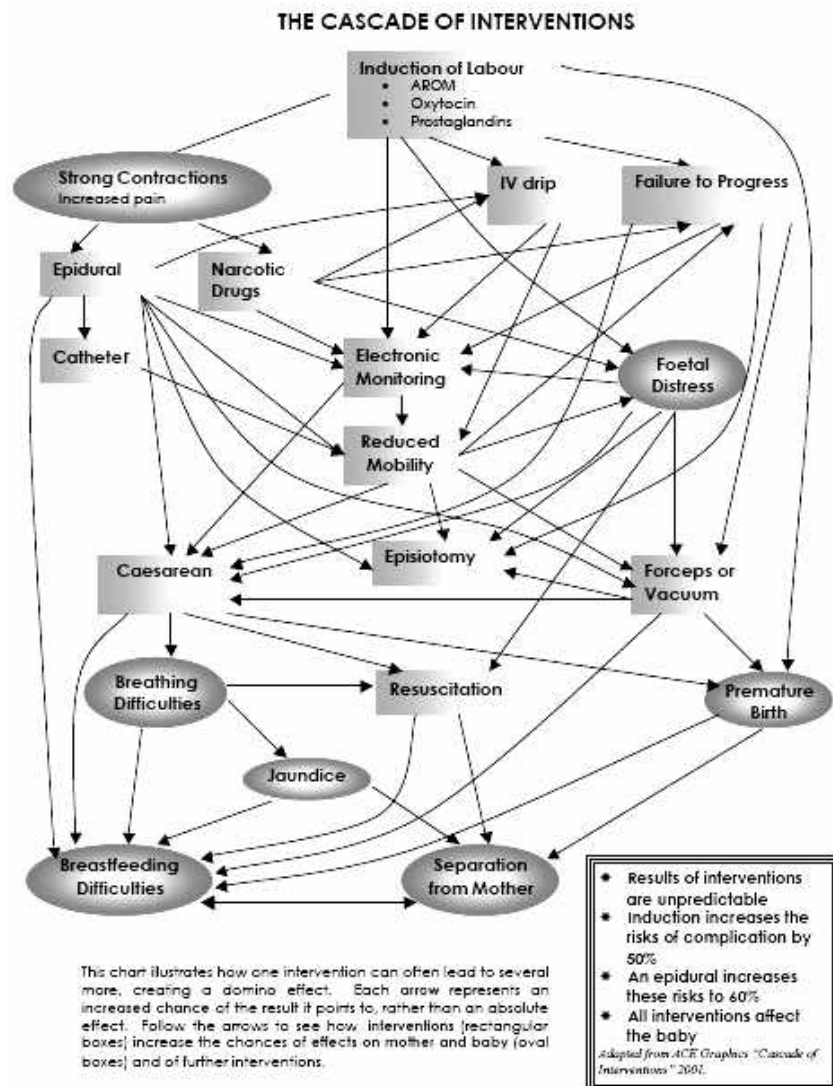 THE CASCADE OF INTERVENTIONS
Induction of Labour
• AROM
• Oxytocin
• Prostaglandins
Strong Contractions
Increased pain
IV drip
Failure to Progress
Epidural
Narcotic
Drugs
Catheter
Electronic
Monitoring
Foetal
Distress
Reduced
Mobility
Caesarean
Episiotomy
Forceps or
Vacuum
Breathing
Difficulties
Resuscitation
Premature
Birth
Jaundice
Breastfeeding
Difficulties
Separation
from Mother
This chart illustrates how one intervention can often lead to several
more, creating a domino effect. Each arrow represents an
increased chance of the result it points to, rather than an absolute
effect. Follow the arrows to see how interventions (rectangular
boxes) increase the chances of effects on mother and baby (oval
boxes) and of further interventions.
* Results of interventions
are unpredictable
* Induction increases the
risks of complication by
50%
* An epidural increases
these risks to 60%
* All interventions affect
the baby
Adapted from ACE Graphics "Cascade of
Interventions" 2001.